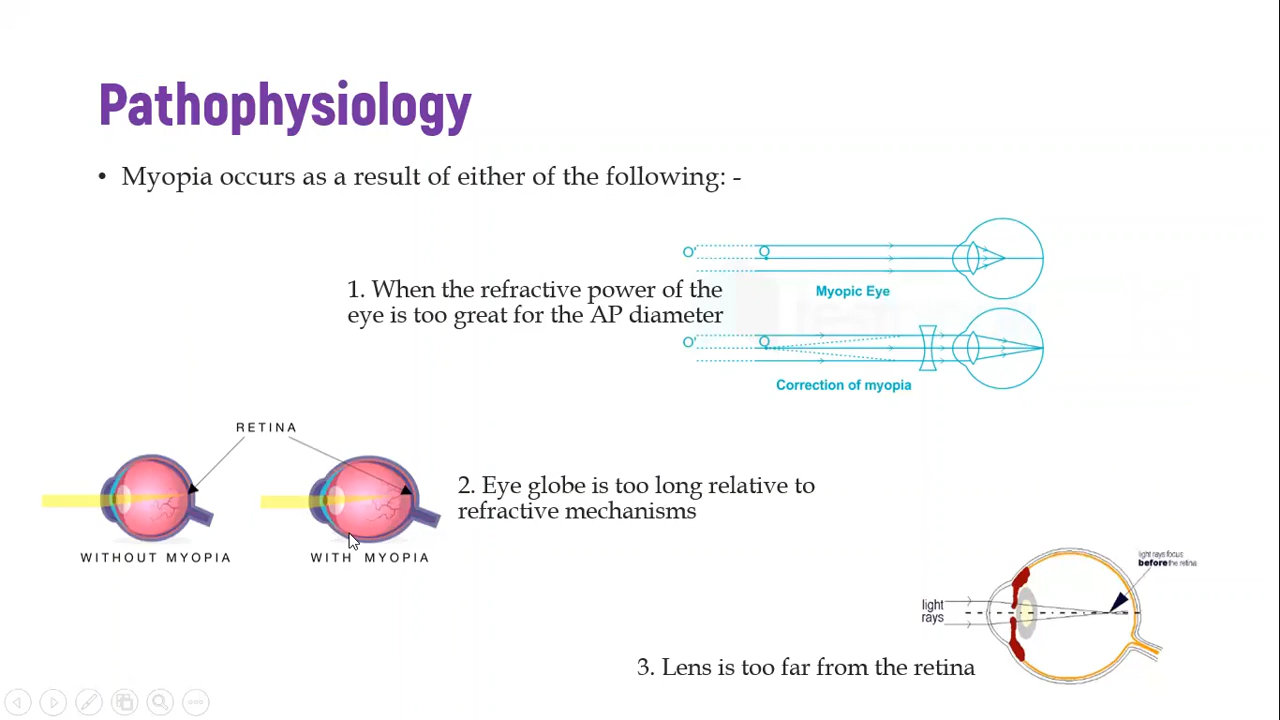 Pathophysiology
• Myopia occurs as a result of either of the following: -
O'
O
Myopic Eye
1. When the refractive power of the
eye is too great for the AP diameter
O'
O
Correction of myopia
RETINA
WITHOUT MYOPIA
WITH MYOPIA
2. Eye globe is too long relative to
refractive mechanisms
light rays focus
before the retina
light
rays
3. Lens is too far from the retina